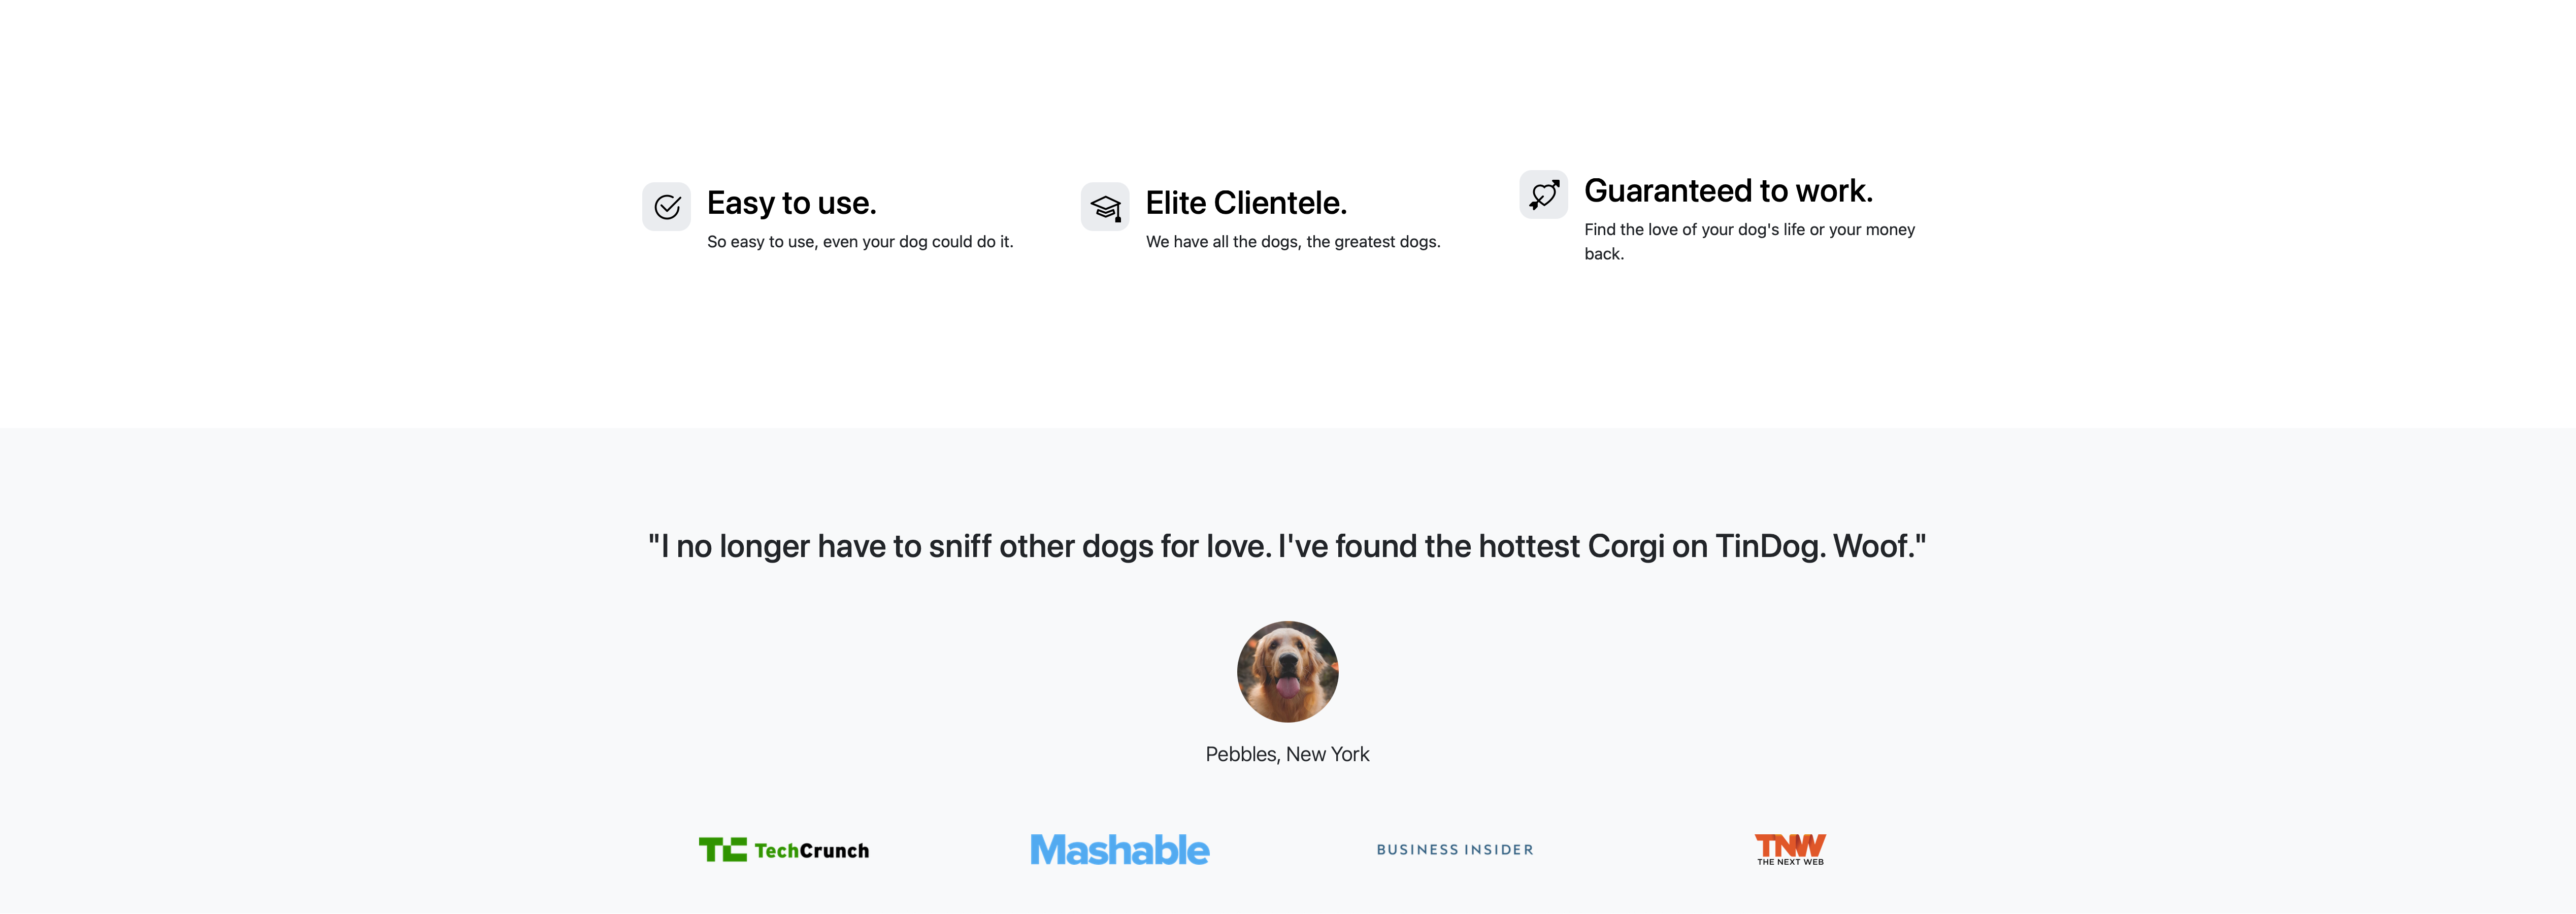 Easy to use.
So easy to use, even your dog could do it.
Elite Clientele.
We have all the dogs, the greatest dogs.
Guaranteed to work.
Find the love of your dog's life or your money
back.
"I no longer have to sniff other dogs for love. I've found the hottest Corgi on TinDog. Woof."
Pebbles, New York
TC TechCrunch
Mashable
BUSINESS INSIDER
TNW
THE NEXT WEB